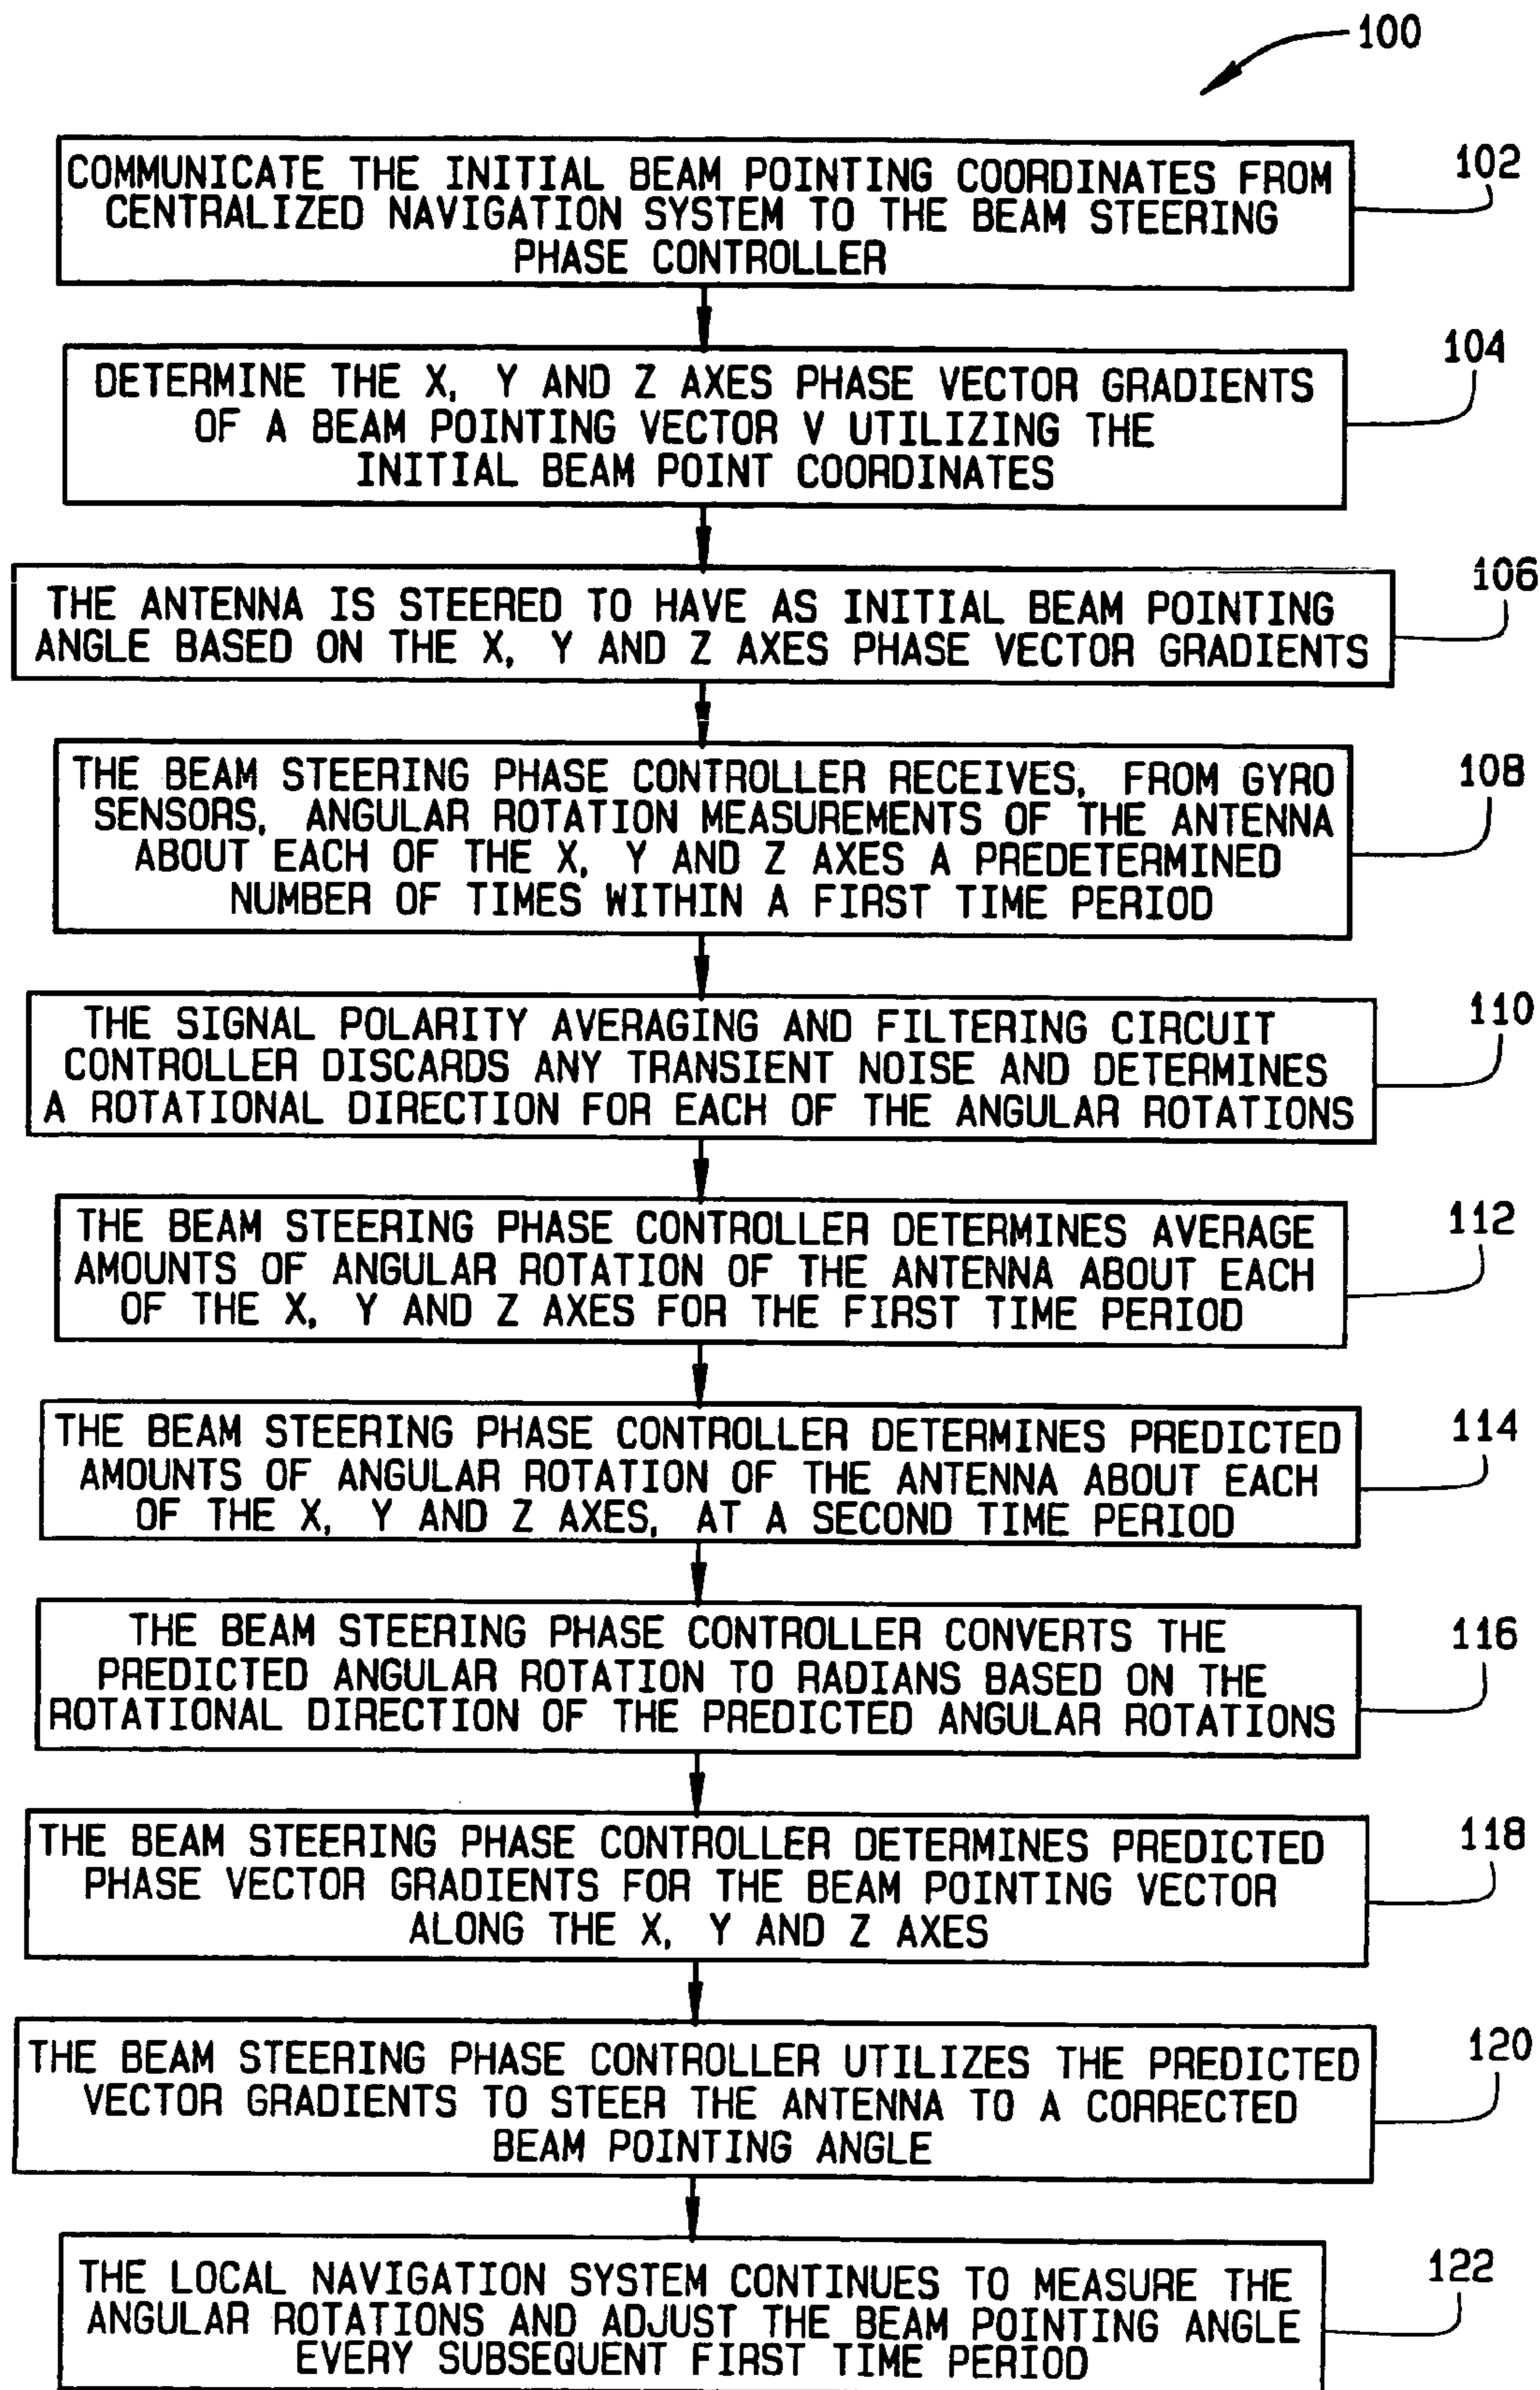 100
COMMUNICATE THE INITIAL BEAM POINTING COORDINATES FROM
CENTRALIZED NAVIGATION SYSTEM TO THE BEAM STEERING
PHASE CONTROLLER
102
DETERMINE THE X, Y AND Z AXES PHASE VECTOR GRADIENTS
OF A BEAM POINTING VECTOR V UTILIZING THE
INITIAL BEAM POINT COORDINATES
104
THE ANTENNA IS STEERED TO HAVE AS INITIAL BEAM POINTING
ANGLE BASED ON THE X, Y AND Z AXES PHASE VECTOR GRADIENTS
106
THE BEAM STEERING PHASE CONTROLLER RECEIVES, FROM GYRO
SENSORS, ANGULAR ROTATION MEASUREMENTS OF THE ANTENNA
ABOUT EACH OF THE X, Y AND Z AXES A PREDETERMINED
NUMBER OF TIMES WITHIN A FIRST TIME PERIOD
108
THE SIGNAL POLARITY AVERAGING AND FILTERING CIRCUIT
CONTROLLER DISCARDS ANY TRANSIENT NOISE AND DETERMINES
A ROTATIONAL DIRECTION FOR EACH OF THE ANGULAR ROTATIONS
110
THE BEAM STEERING PHASE CONTROLLER DETERMINES AVERAGE
AMOUNTS OF ANGULAR ROTATION OF THE ANTENNA ABOUT EACH
OF THE X, Y AND Z AXES FOR THE FIRST TIME PERIOD
112
THE BEAM STEERING PHASE CONTROLLER DETERMINES PREDICTED
AMOUNTS OF ANGULAR ROTATION OF THE ANTENNA ABOUT EACH
OF THE X, Y AND Z AXES, AT A SECOND TIME PERIOD
114
THE BEAM STEERING PHASE CONTROLLER CONVERTS THE
PREDICTED ANGULAR ROTATION TO RADIANS BASED ON THE
ROTATIONAL DIRECTION OF THE PREDICTED ANGULAR ROTATIONS
116
THE BEAM STEERING PHASE CONTROLLER DETERMINES PREDICTED
PHASE VECTOR GRADIENTS FOR THE BEAM POINTING VECTOR
ALONG THE X, Y AND Z AXES
118
THE BEAM STEERING PHASE CONTROLLER UTILIZES THE PREDICTED
VECTOR GRADIENTS TO STEER THE ANTENNA TO A CORRECTED
BEAM POINTING ANGLE
120
THE LOCAL NAVIGATION SYSTEM CONTINUES TO MEASURE THE
ANGULAR ROTATIONS AND ADJUST THE BEAM POINTING ANGLE
EVERY SUBSEQUENT FIRST TIME PERIOD
122